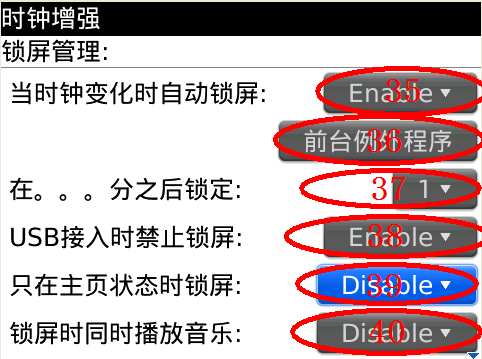 时钟增强
锁屏管理:
当时钟变化时自动锁屏: Enable 35
前台例外程序 36
在。。。分之后锁定: 1 37
USB接入时禁止锁屏: Enable 38
只在主页状态时锁屏: Disable 39
锁屏时同时播放音乐: Disable 40